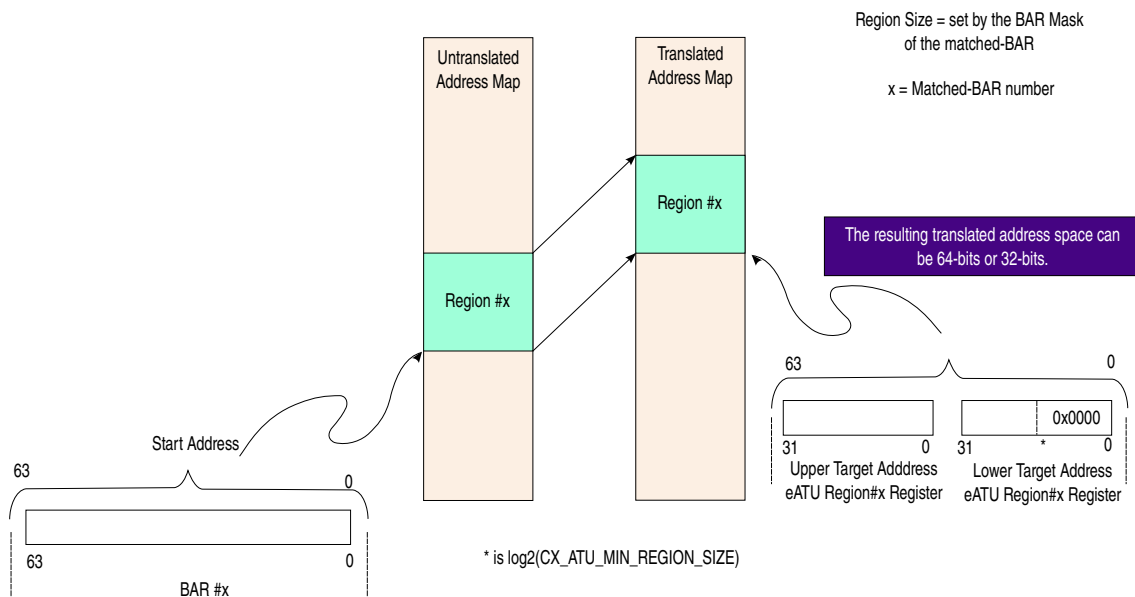 Region Size = set by the BAR Mask
of the matched-BAR
x = Matched-BAR number
Untranslated
Address Map
Translated
Address Map
Region #x
Region #x
The resulting translated address space can
be 64-bits or 32-bits.
63
0
0x0000
31
0
31
*
0
Upper Target Adddress
eATU Region#x Register
Lower Target Address
eATU Region#x Register
Start Address
63
0
63
0
BAR #x
* is log2(CX_ATU_MIN_REGION_SIZE)